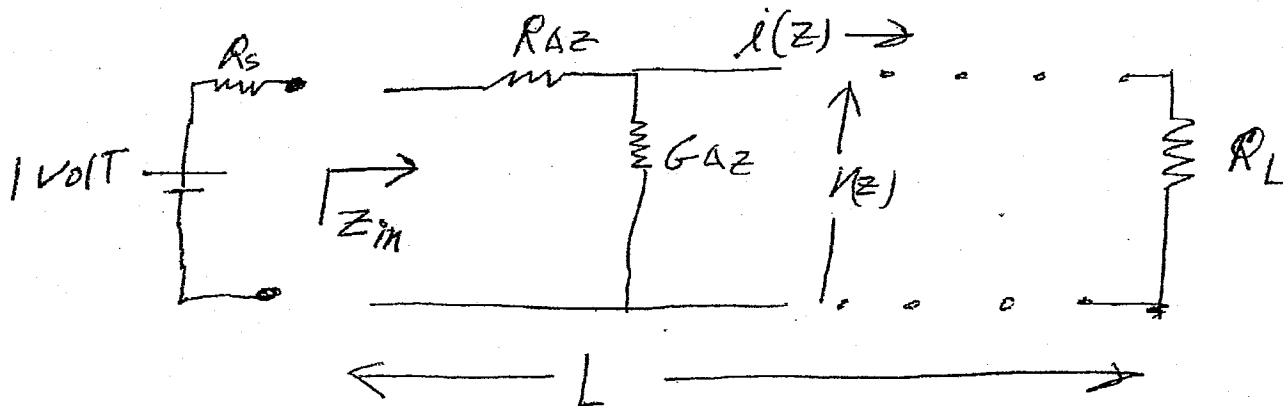 Rs
RΔz
i(z)
1 VOLT
Zin
GΔz
V(z)
RL
L